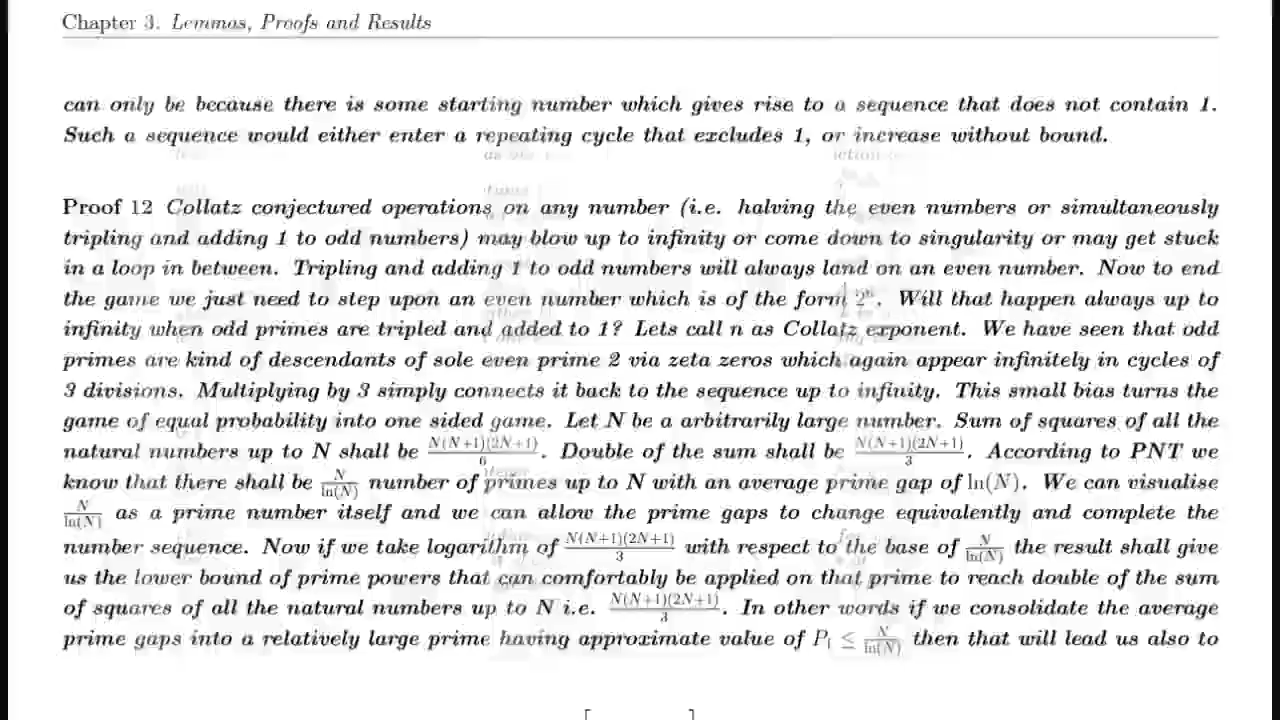 Chapter 3. Lemmas, Proofs and Results
can only be because there is some starting number which gives rise to a sequence that does not contain 1.
Such a sequence would either enter a repeating cycle that excludes 1, or increase without bound.
Proof 12 Collatz conjectured operations on any number (i.e. halving the even numbers or simultaneously
tripling and adding 1 to odd numbers) may blow up to infinity or come down to singularity or may get stuck
in a loop in between. Tripling and adding 1 to odd numbers will always land on an even number. Now to end
the game we just need to step upon an even number which is of the form 2ⁿ. Will that happen always up to
infinity when odd primes are tripled and added to 1? Lets call n as Collatz exponent. We have seen that odd
primes are kind of descendants of sole even prime 2 via zeta zeros which again appear infinitely in cycles of
3 divisions. Multiplying by 3 simply connects it back to the sequence up to infinity. This small bias turns the
game of equal probability into one sided game. Let N be a arbitrarily large number. Sum of squares of all the
natural numbers up to N shall be N(N+1)(2N+1)/6. Double of the sum shall be N(N+1)(2N+1)/3. According to PNT we
know that there shall be N/ln(N) number of primes up to N with an average prime gap of ln(N). We can visualise
N/ln(N) as a prime number itself and we can allow the prime gaps to change equivalently and complete the
number sequence. Now if we take logarithm of N(N+1)(2N+1)/3 with respect to the base of N/ln(N) the result shall give
us the lower bound of prime powers that can comfortably be applied on that prime to reach double of the sum
of squares of all the natural numbers up to N i.e. N(N+1)(2N+1)/3. In other words if we consolidate the average
prime gaps into a relatively large prime having approximate value of P₁ ≤ N/ln(N) then that will lead us also to